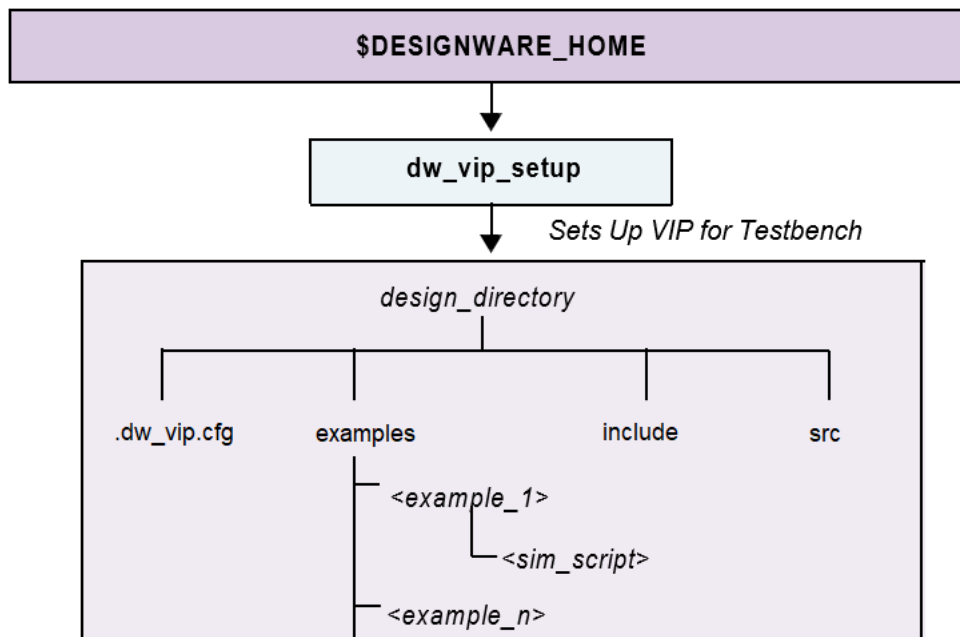 $DESIGNWARE_HOME
dw_vip_setup
Sets Up VIP for Testbench
design_directory
.dw_vip.cfg examples include src
<example_1>
<sim_script>
<example_n>